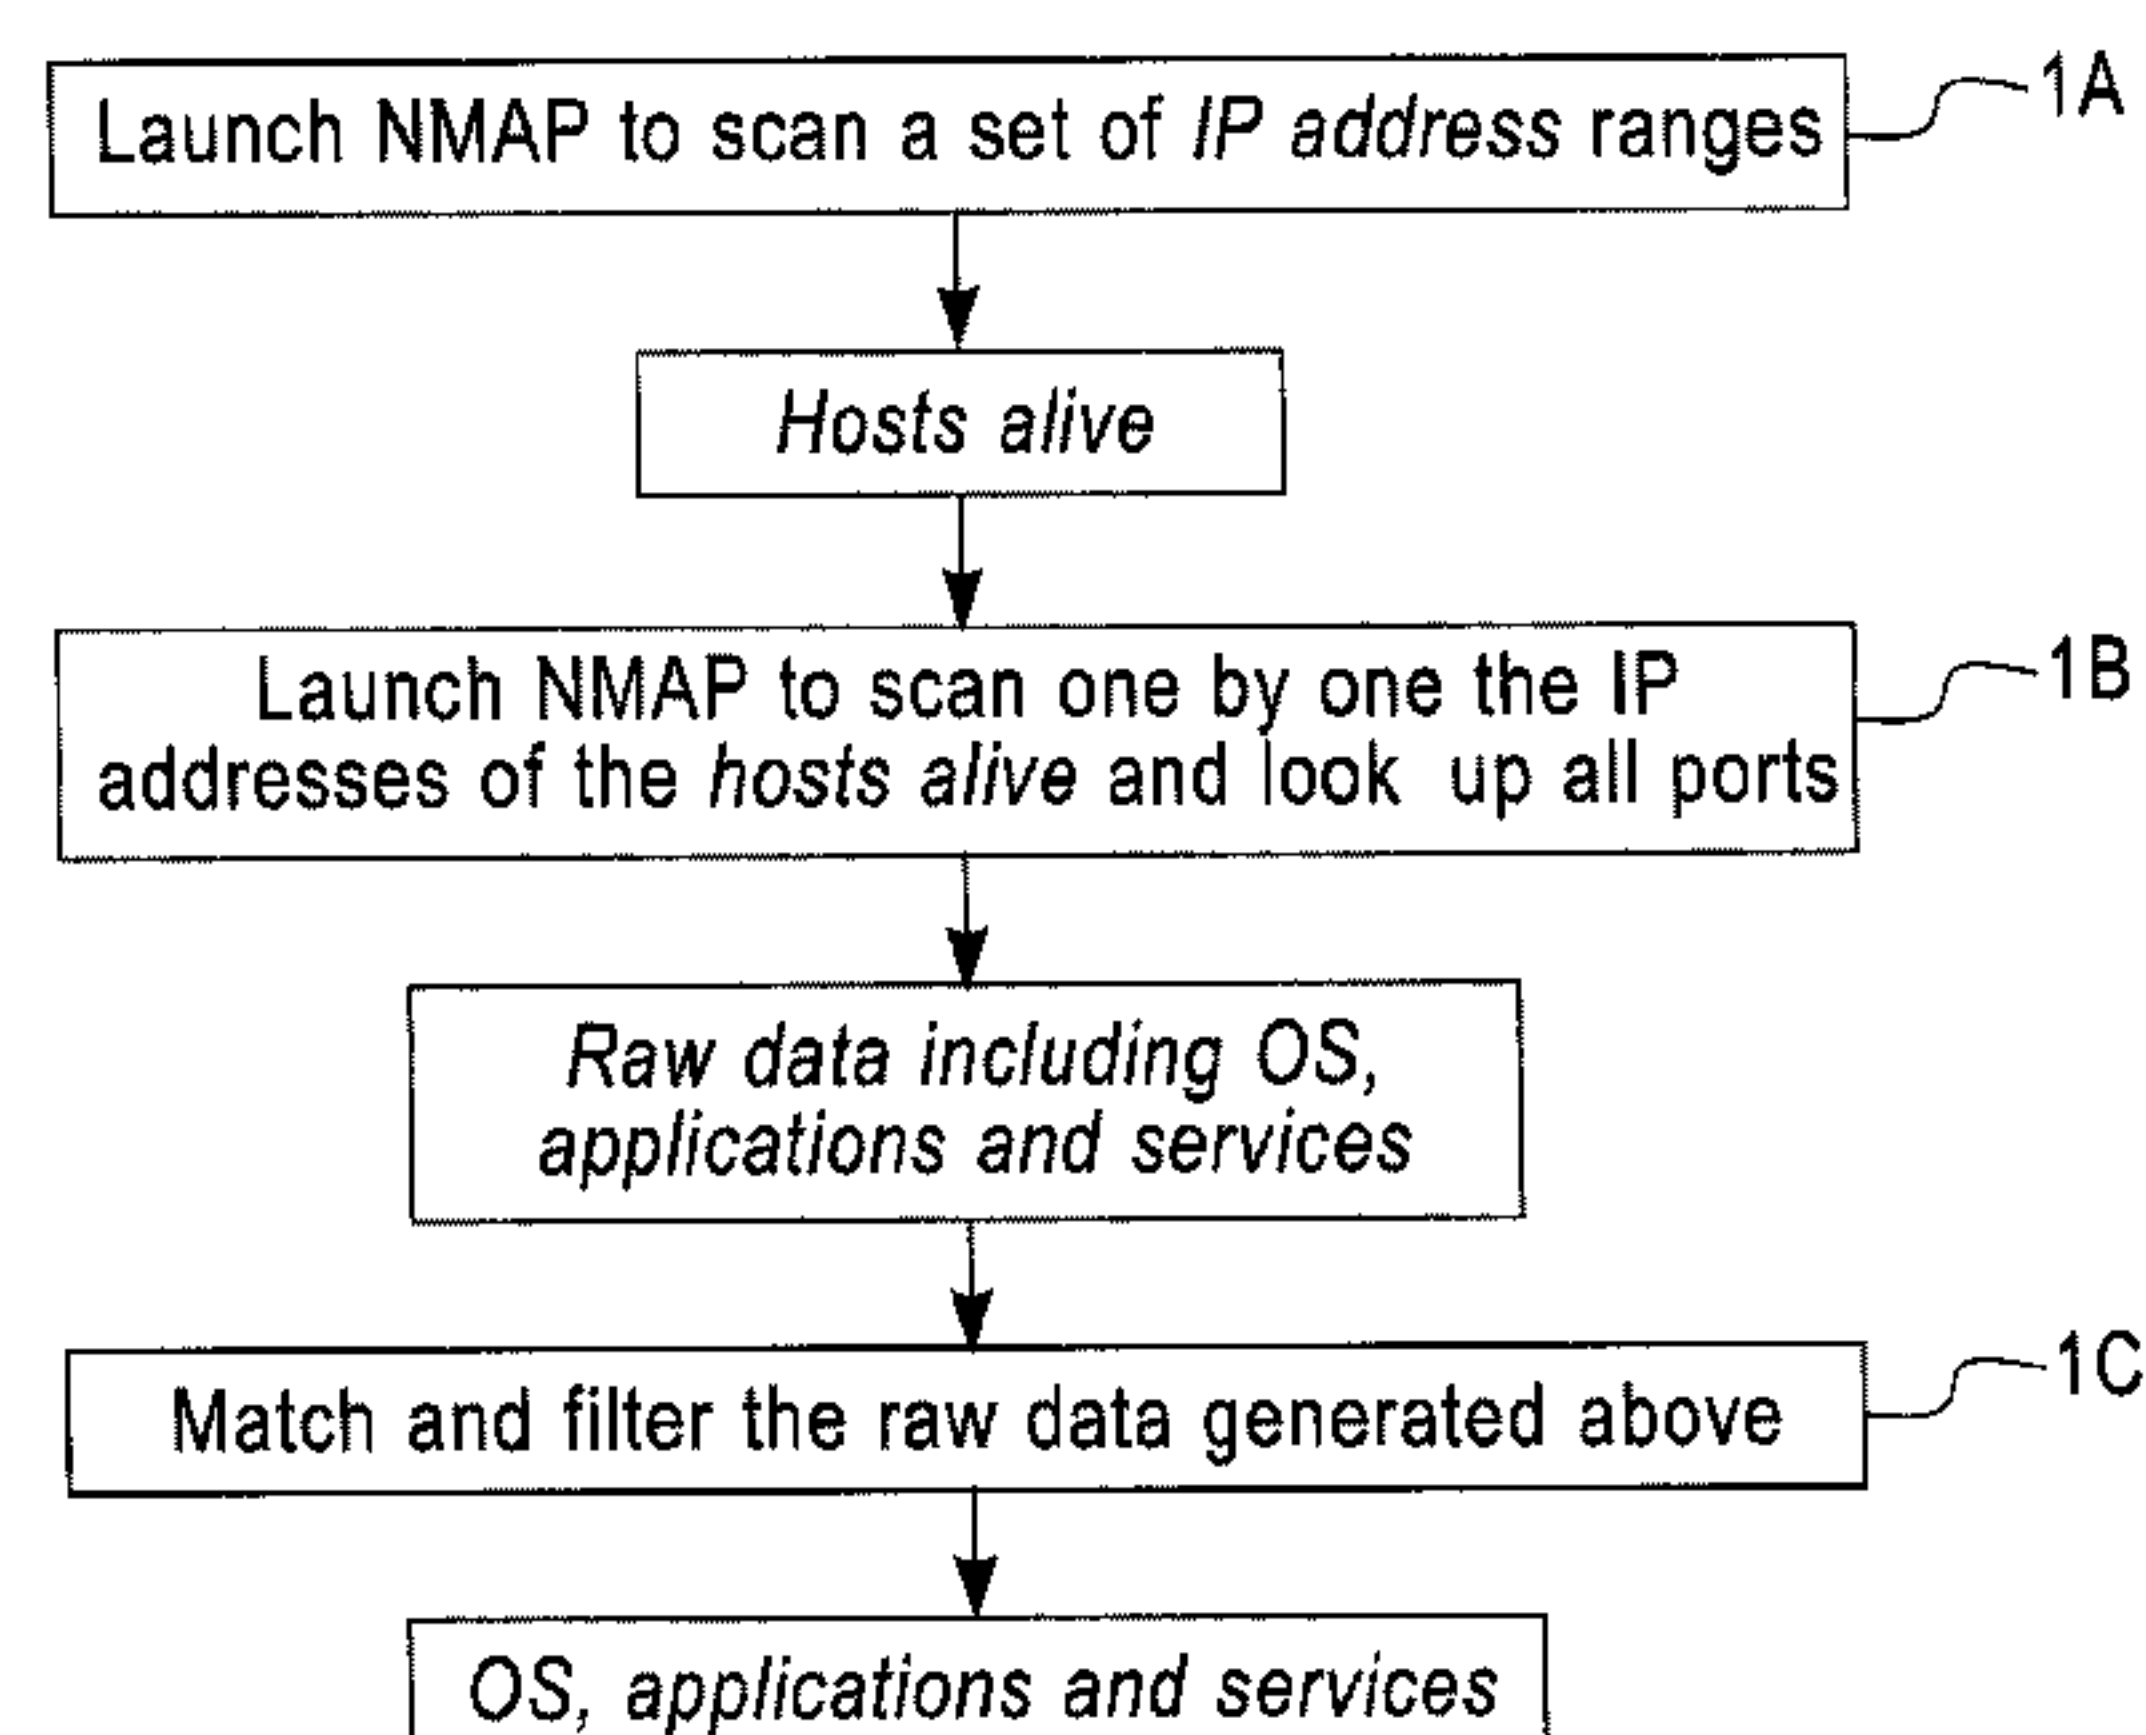 Launch NMAP to scan a set of IP address ranges
1A
Hosts alive
Launch NMAP to scan one by one the IP
addresses of the hosts alive and look up all ports
1B
Raw data including OS,
applications and services
Match and filter the raw data generated above
1C
OS, applications and services